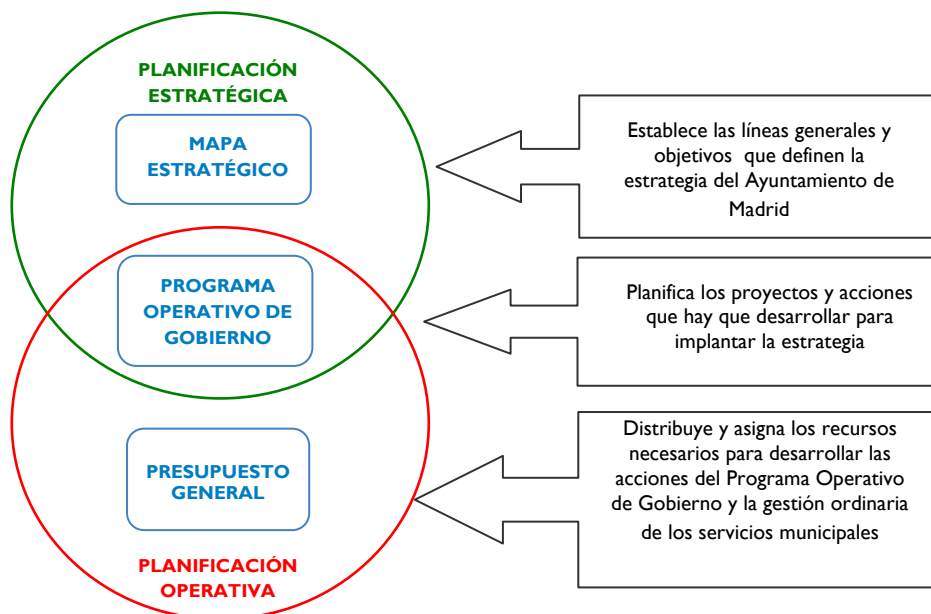 PLANIFICACIÓN
ESTRATÉGICA
MAPA
ESTRATÉGICO
Establece las líneas generales y
objetivos que definen la
estrategia del Ayuntamiento de
Madrid
PROGRAMA
OPERATIVO DE
GOBIERNO
Planifica los proyectos y acciones
que hay que desarrollar para
implantar la estrategia
PRESUPUESTO
GENERAL
Distribuye y asigna los recursos
necesarios para desarrollar las
acciones del Programa Operativo
de Gobierno y la gestión ordinaria
de los servicios municipales
PLANIFICACIÓN
OPERATIVA